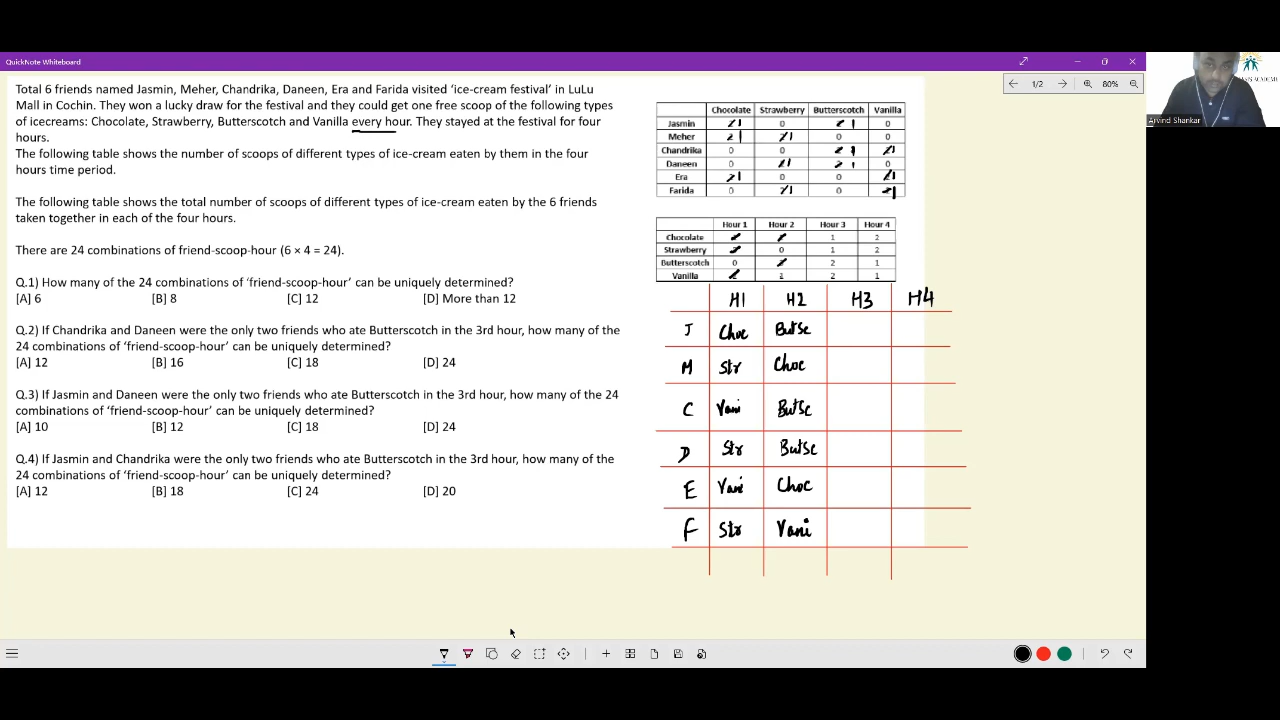 QuickNote Whiteboard
1/2
80%
Arvind Shankar
Total 6 friends named Jasmin, Meher, Chandrika, Daneen, Era and Farida visited ‘ice-cream festival’ in LuLu
Mall in Cochin. They won a lucky draw for the festival and they could get one free scoop of the following types
of icecreams: Chocolate, Strawberry, Butterscotch and Vanilla every hour. They stayed at the festival for four
hours.
The following table shows the number of scoops of different types of ice-cream eaten by them in the four
hours time period.
The following table shows the total number of scoops of different types of ice-cream eaten by the 6 friends
taken together in each of the four hours.
There are 24 combinations of friend-scoop-hour (6 × 4 = 24).
Q.1) How many of the 24 combinations of ‘friend-scoop-hour’ can be uniquely determined?
[A] 6 [B] 8 [C] 12 [D] More than 12
Q.2) If Chandrika and Daneen were the only two friends who ate Butterscotch in the 3rd hour, how many of the
24 combinations of ‘friend-scoop-hour’ can be uniquely determined?
[A] 12 [B] 16 [C] 18 [D] 24
Q.3) If Jasmin and Daneen were the only two friends who ate Butterscotch in the 3rd hour, how many of the 24
combinations of ‘friend-scoop-hour’ can be uniquely determined?
[A] 10 [B] 12 [C] 18 [D] 24
Q.4) If Jasmin and Chandrika were the only two friends who ate Butterscotch in the 3rd hour, how many of the
24 combinations of ‘friend-scoop-hour’ can be uniquely determined?
[A] 12 [B] 18 [C] 24 [D] 20
Chocolate Strawberry Butterscotch Vanilla
Jasmin 1 0 1 0
Meher 1 1 0 0
Chandrika 0 0 1 1
Daneen 0 1 1 0
Era 1 0 0 1
Farida 0 1 0 1
Hour 1 Hour 2 Hour 3 Hour 4
Chocolate 1 2
Strawberry 0 1 2
Butterscotch 0 2 1
Vanilla 2 1
H1 H2 H3 H4
J Choc Butsc
M Str Choc
C Vani Butsc
D Str Butsc
E Vani Choc
F Str Vani